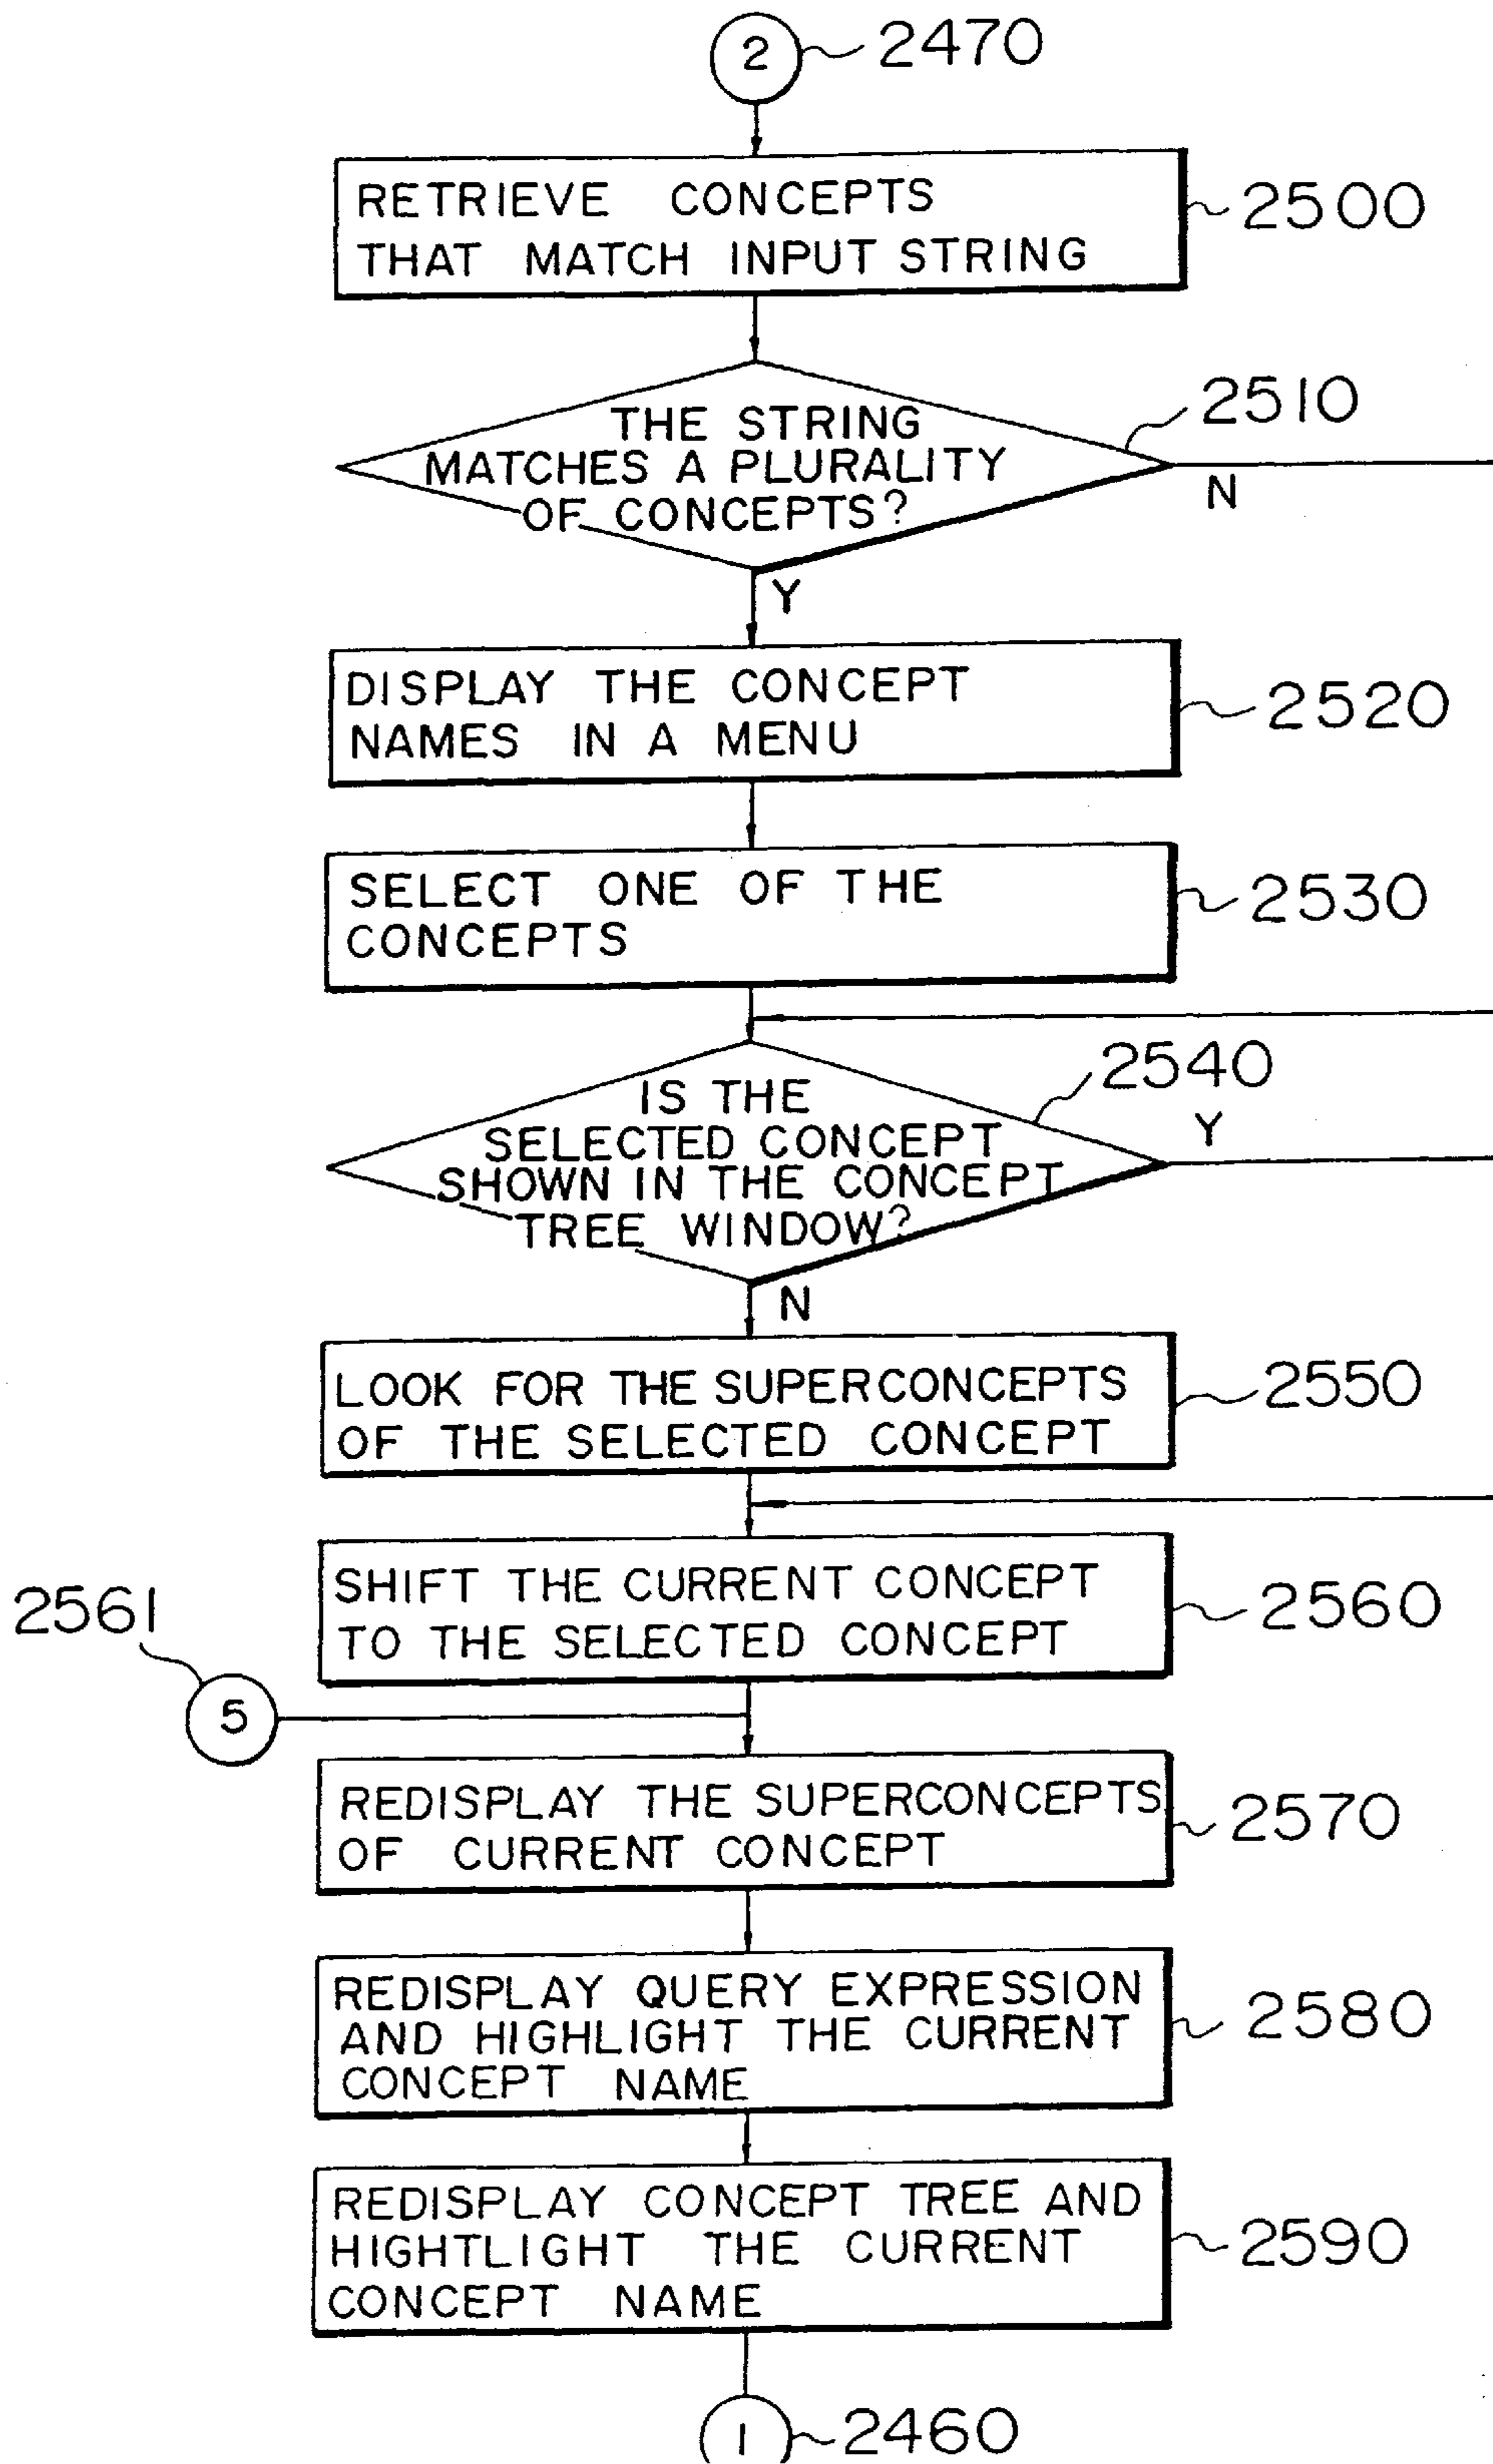 2
2470
RETRIEVE CONCEPTS
THAT MATCH INPUT STRING
2500
THE STRING
MATCHES A PLURALITY
OF CONCEPTS?
2510
N
Y
DISPLAY THE CONCEPT
NAMES IN A MENU
2520
SELECT ONE OF THE
CONCEPTS
2530
IS THE
SELECTED CONCEPT
SHOWN IN THE CONCEPT
TREE WINDOW?
2540
Y
N
LOOK FOR THE SUPERCONCEPTS
OF THE SELECTED CONCEPT
2550
SHIFT THE CURRENT CONCEPT
TO THE SELECTED CONCEPT
2560
2561
5
REDISPLAY THE SUPERCONCEPTS
OF CURRENT CONCEPT
2570
REDISPLAY QUERY EXPRESSION
AND HIGHLIGHT THE CURRENT
CONCEPT NAME
2580
REDISPLAY CONCEPT TREE AND
HIGHTLIGHT THE CURRENT
CONCEPT NAME
2590
1
2460